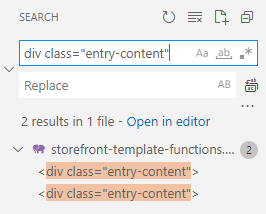 SEARCH
div class="entry-content"
Aa ab
Replace
AB
2 results in 1 file - Open in editor
storefront-template-functions.... 2
<div class="entry-content">
<div class="entry-content">